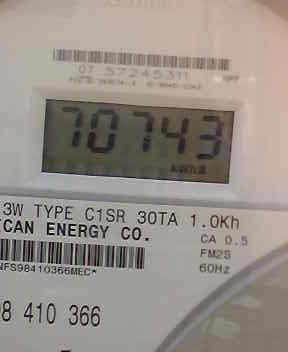 07 57245311
70743
3W TYPE C1SR 30TA 1.0Kh
CAN ENERGY CO.
CA 0.5
FM2S
60Hz
NFS98410366MEC*
8 410 366